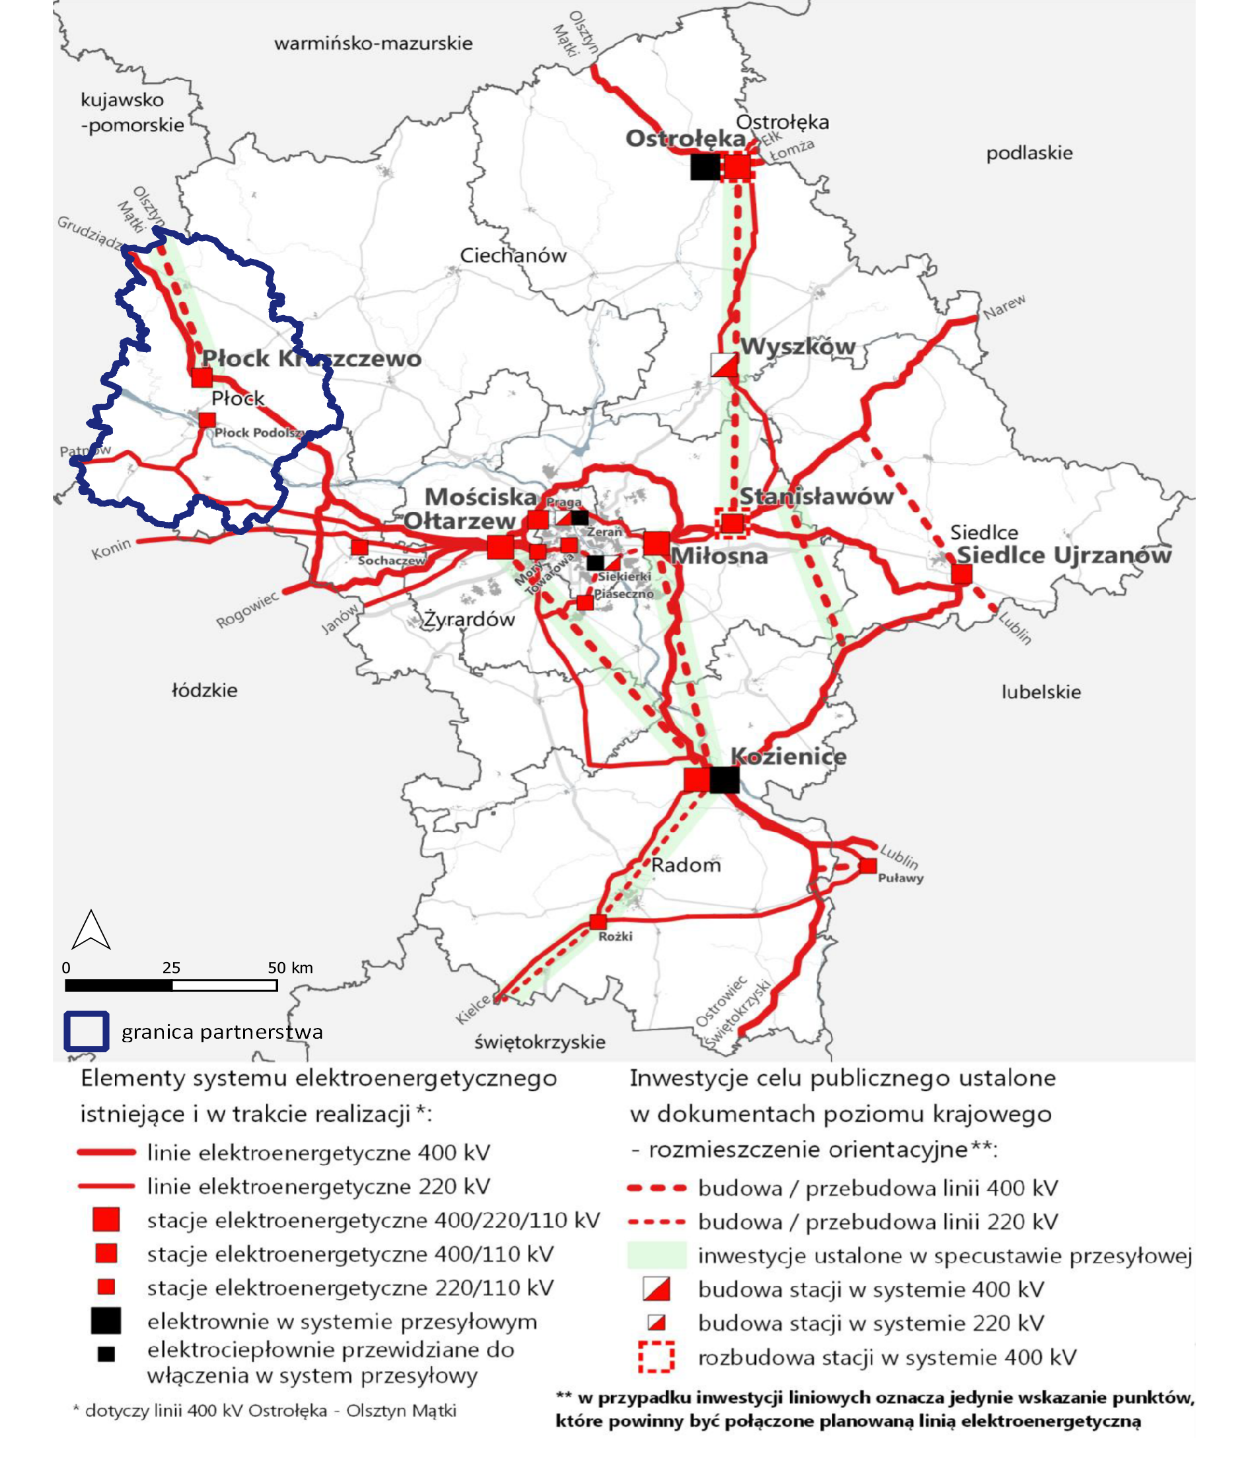 warmińsko-mazurskie
Olsztyn
Mątki
kujawsko
-pomorskie
Ostrołęka
Ostrołęka
Ełk
Łomża
podlaskie
Olsztyn
Mątki
Grudziądz
Ciechanów
Narew
Wyszków
Płock Kruszczewo
Płock
Płock Podolszyce
Patnów
Mościska
Praga
Stanisławów
Ołtarzew
Żerań
Siedlce
Siedlce Ujrzanów
Konin
Sochaczew
Mory
Towarowa
Siekierki
Miłosna
Piaseczno
Rogowiec
Janów
Żyrardów
Lublin
łódzkie
lubelskie
Kozienice
Radom
Lublin
Puławy
Rożki
0 25 50 km
Kielce
Ostrowiec
Świętokrzyski
granica partnerstwa
świętokrzyskie
Elementy systemu elektroenergetycznego
istniejące i w trakcie realizacji *:
linie elektroenergetyczne 400 kV
linie elektroenergetyczne 220 kV
stacje elektroenergetyczne 400/220/110 kV
stacje elektroenergetyczne 400/110 kV
stacje elektroenergetyczne 220/110 kV
elektrownie w systemie przesyłowym
elektrociepłownie przewidziane do
włączenia w system przesyłowy
* dotyczy linii 400 kV Ostrołęka - Olsztyn Mątki
Inwestycje celu publicznego ustalone
w dokumentach poziomu krajowego
- rozmieszczenie orientacyjne**:
budowa / przebudowa linii 400 kV
budowa / przebudowa linii 220 kV
inwestycje ustalone w specustawie przesyłowej
budowa stacji w systemie 400 kV
budowa stacji w systemie 220 kV
rozbudowa stacji w systemie 400 kV
** w przypadku inwestycji liniowych oznacza jedynie wskazanie punktów,
które powinny być połączone planowaną linią elektroenergetyczną